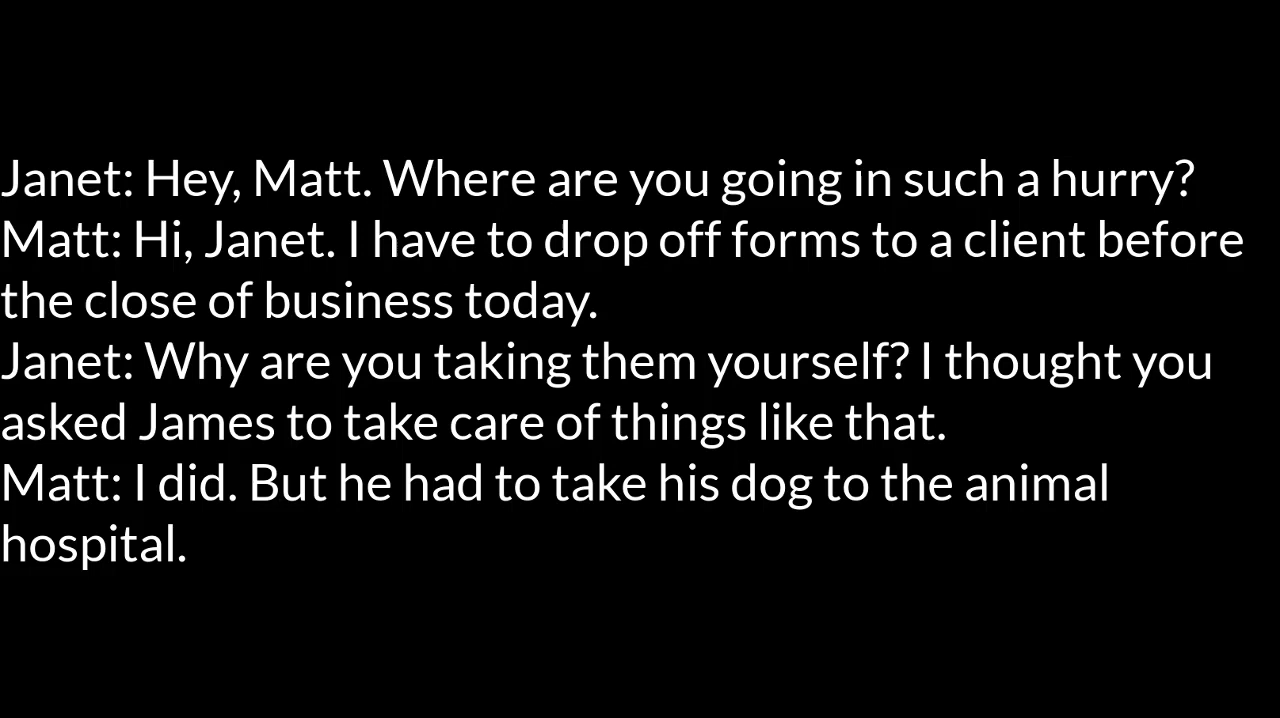 Janet: Hey, Matt. Where are you going in such a hurry?
Matt: Hi, Janet. I have to drop off forms to a client before
the close of business today.
Janet: Why are you taking them yourself? I thought you
asked James to take care of things like that.
Matt: I did. But he had to take his dog to the animal
hospital.